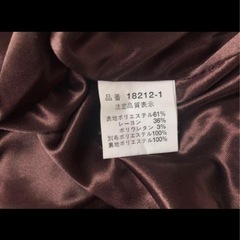 品番 18212-1
法定品質表示
表地ポリエステル61%
レーヨン 36%
ポリウレタン 3%
別布ポリエステル100%
裏地ポリエステル100%